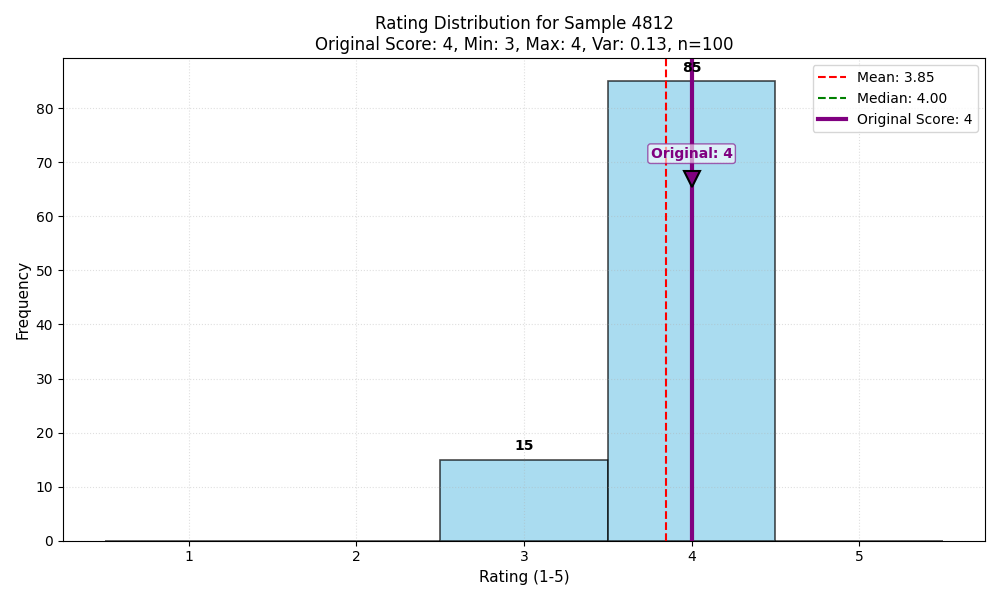 Rating Distribution for Sample 4812
Original Score: 4, Min: 3, Max: 4, Var: 0.13, n=100
85
Mean: 3.85
Median: 4.00
Original Score: 4
Original: 4
15
80
70
60
50
40
30
20
10
0
Frequency
1 2 3 4 5
Rating (1-5)